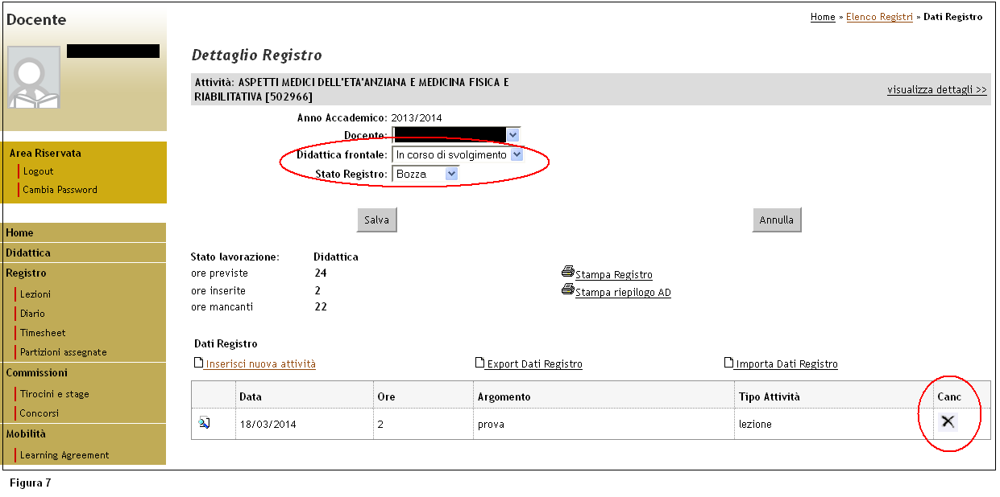 Docente
Home » Elenco Registri » Dati Registro
Dettaglio Registro
Attività: ASPETTI MEDICI DELL'ETA'ANZIANA E MEDICINA FISICA E
RIABILITATIVA [502966]
visualizza dettagli >>
Anno Accademico: 2013/2014
Docente:
Didattica frontale: In corso di svolgimento
Stato Registro: Bozza
Salva
Annulla
Area Riservata
Logout
Cambia Password
Home
Didattica
Registro
Lezioni
Diario
Timesheet
Partizioni assegnate
Commissioni
Tirocini e stage
Concorsi
Mobilità
Learning Agreement
Stato lavorazione: Didattica
ore previste 24
ore inserite 2
ore mancanti 22
Stampa Registro
Stampa riepilogo AD
Dati Registro
Inserisci nuova attività
Export Dati Registro
Importa Dati Registro
Data Ore Argomento Tipo Attività Canc
18/03/2014 2 prova lezione
Figura 7